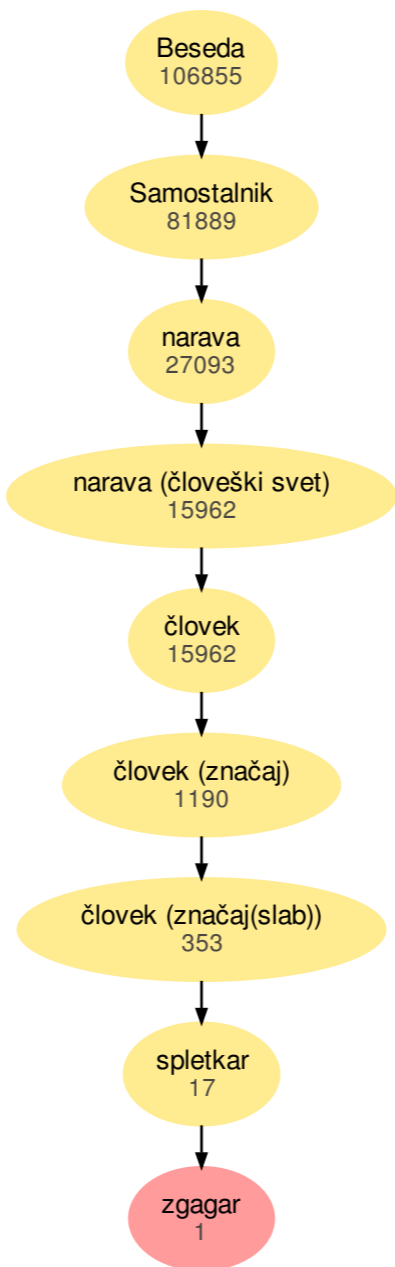 Beseda
106855
Samostalnik
81889
narava
27093
narava (človeški svet)
15962
človek
15962
človek (značaj)
1190
človek (značaj(slab))
353
spletkar
17
zgagar
1